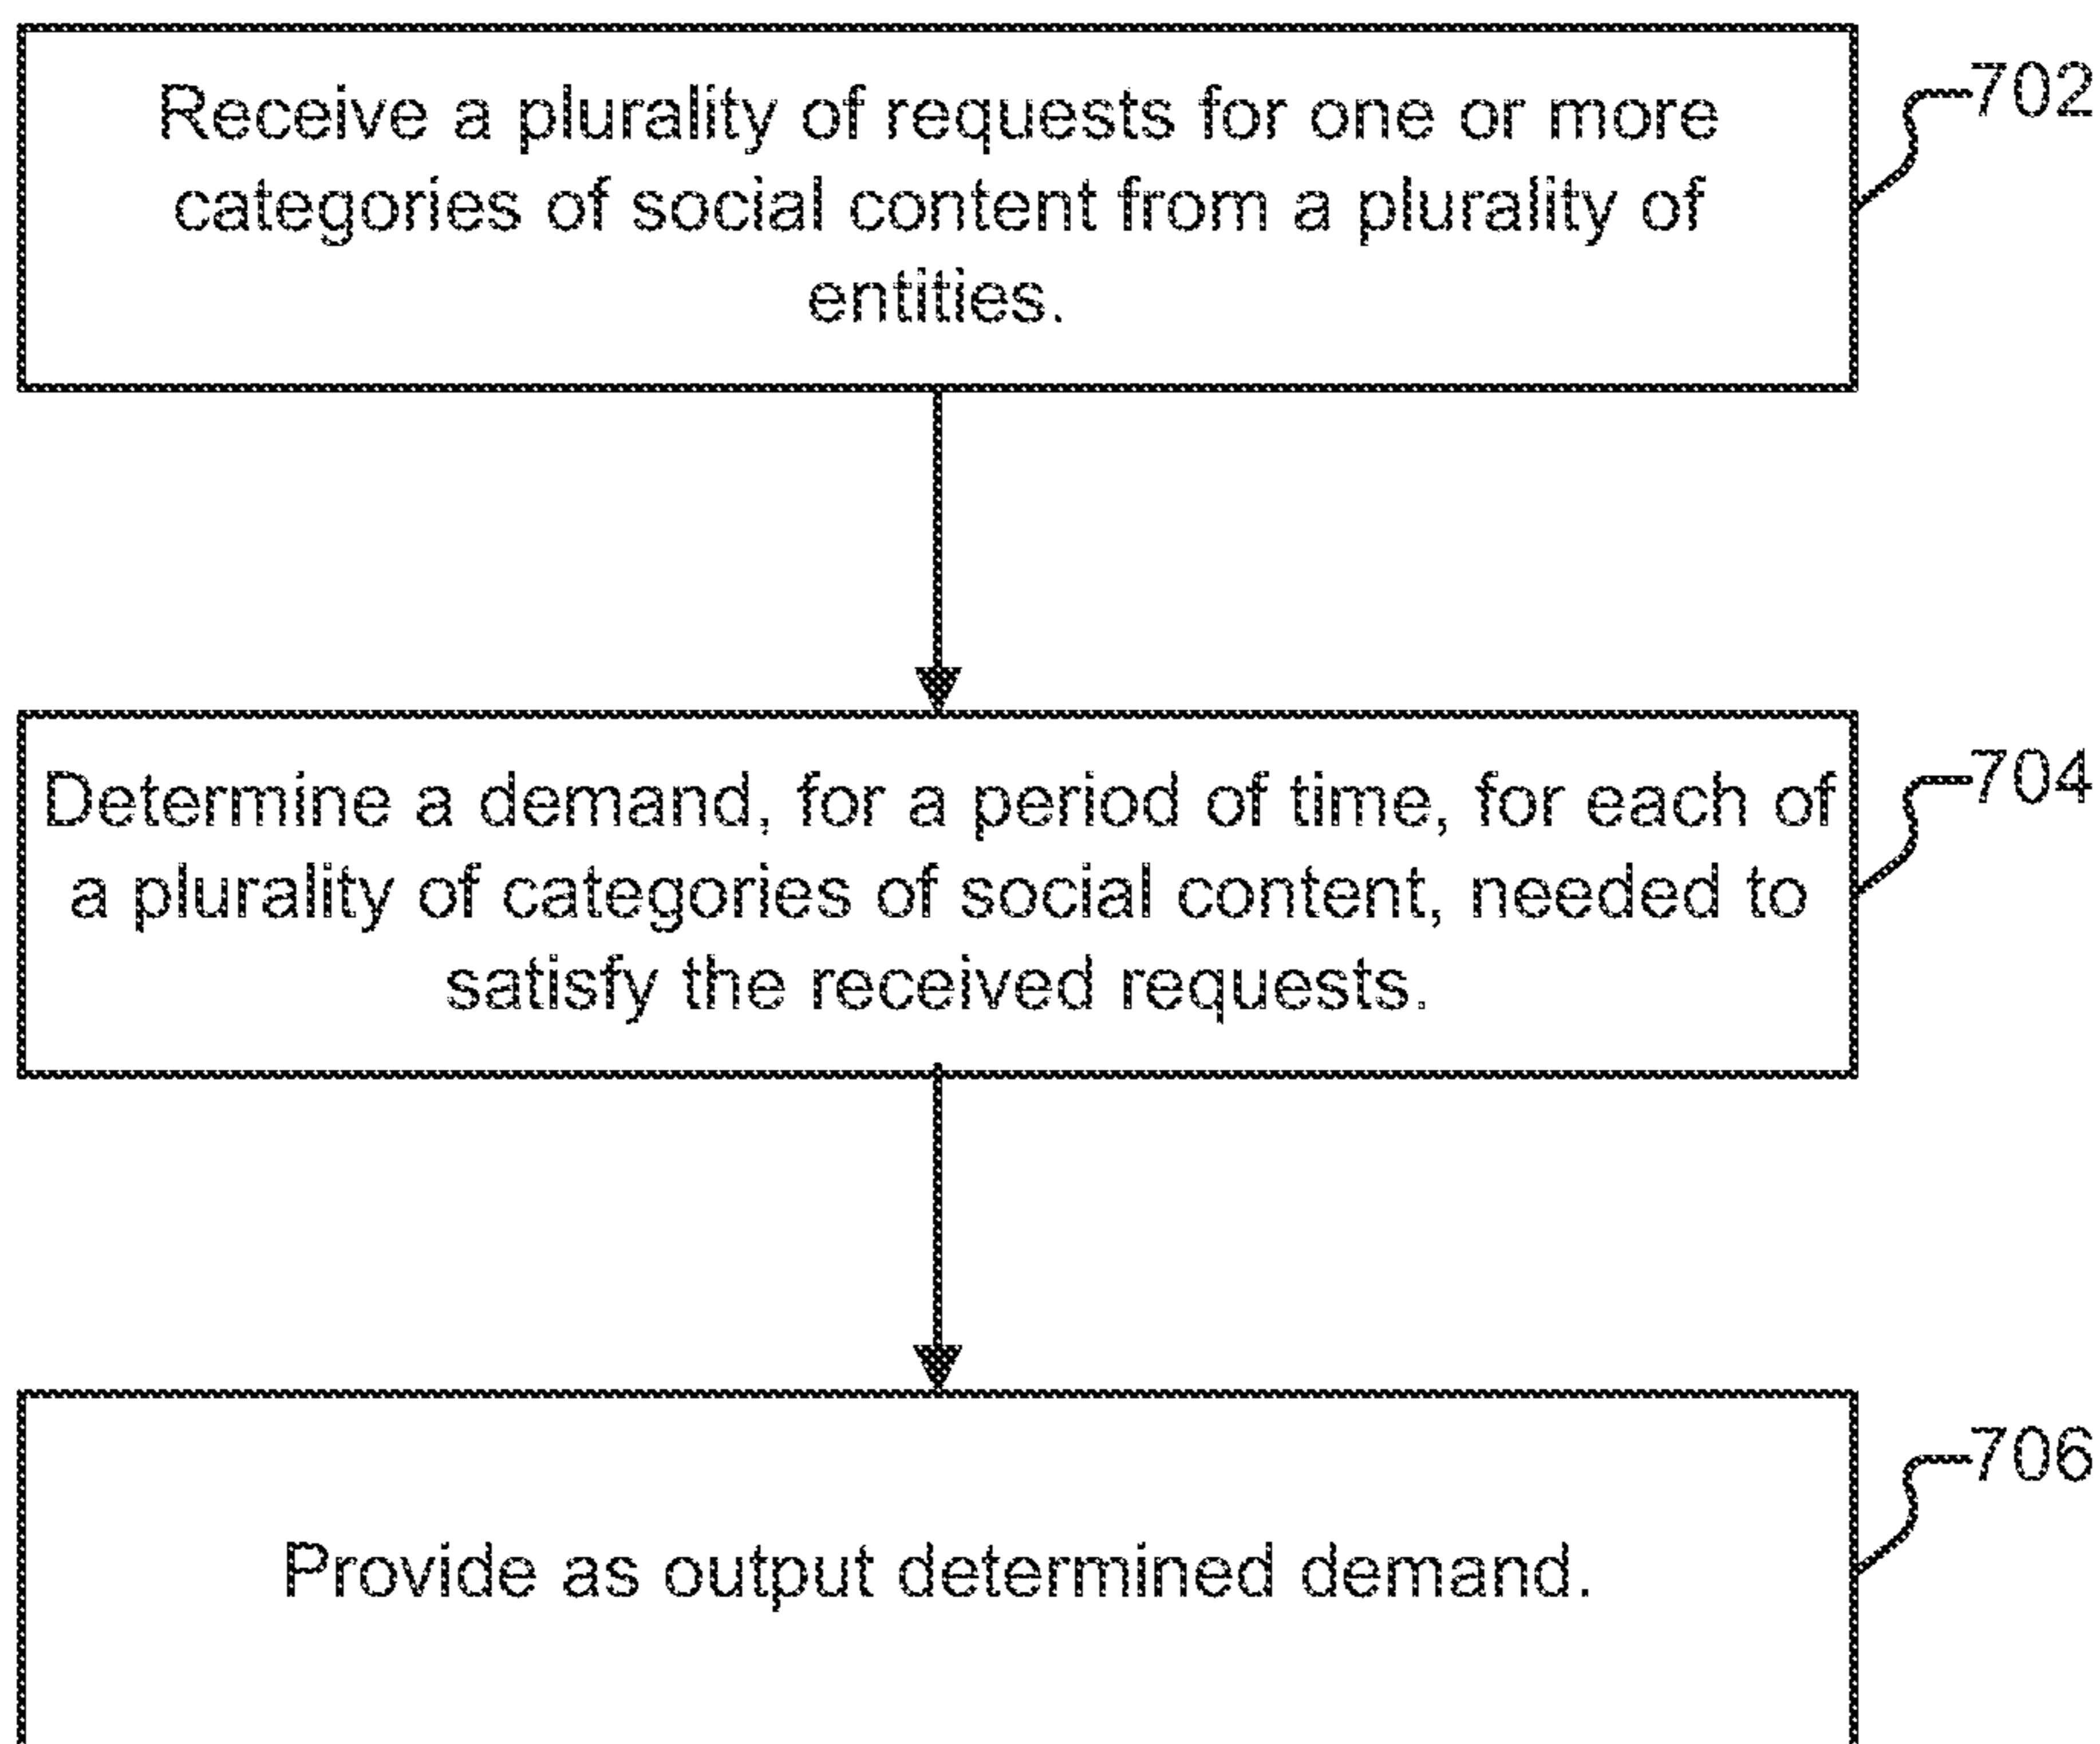 Receive a plurality of requests for one or more
categories of social content from a plurality of
entities.
702
Determine a demand, for a period of time, for each of
a plurality of categories of social content, needed to
satisfy the received requests.
704
Provide as output determined demand.
706